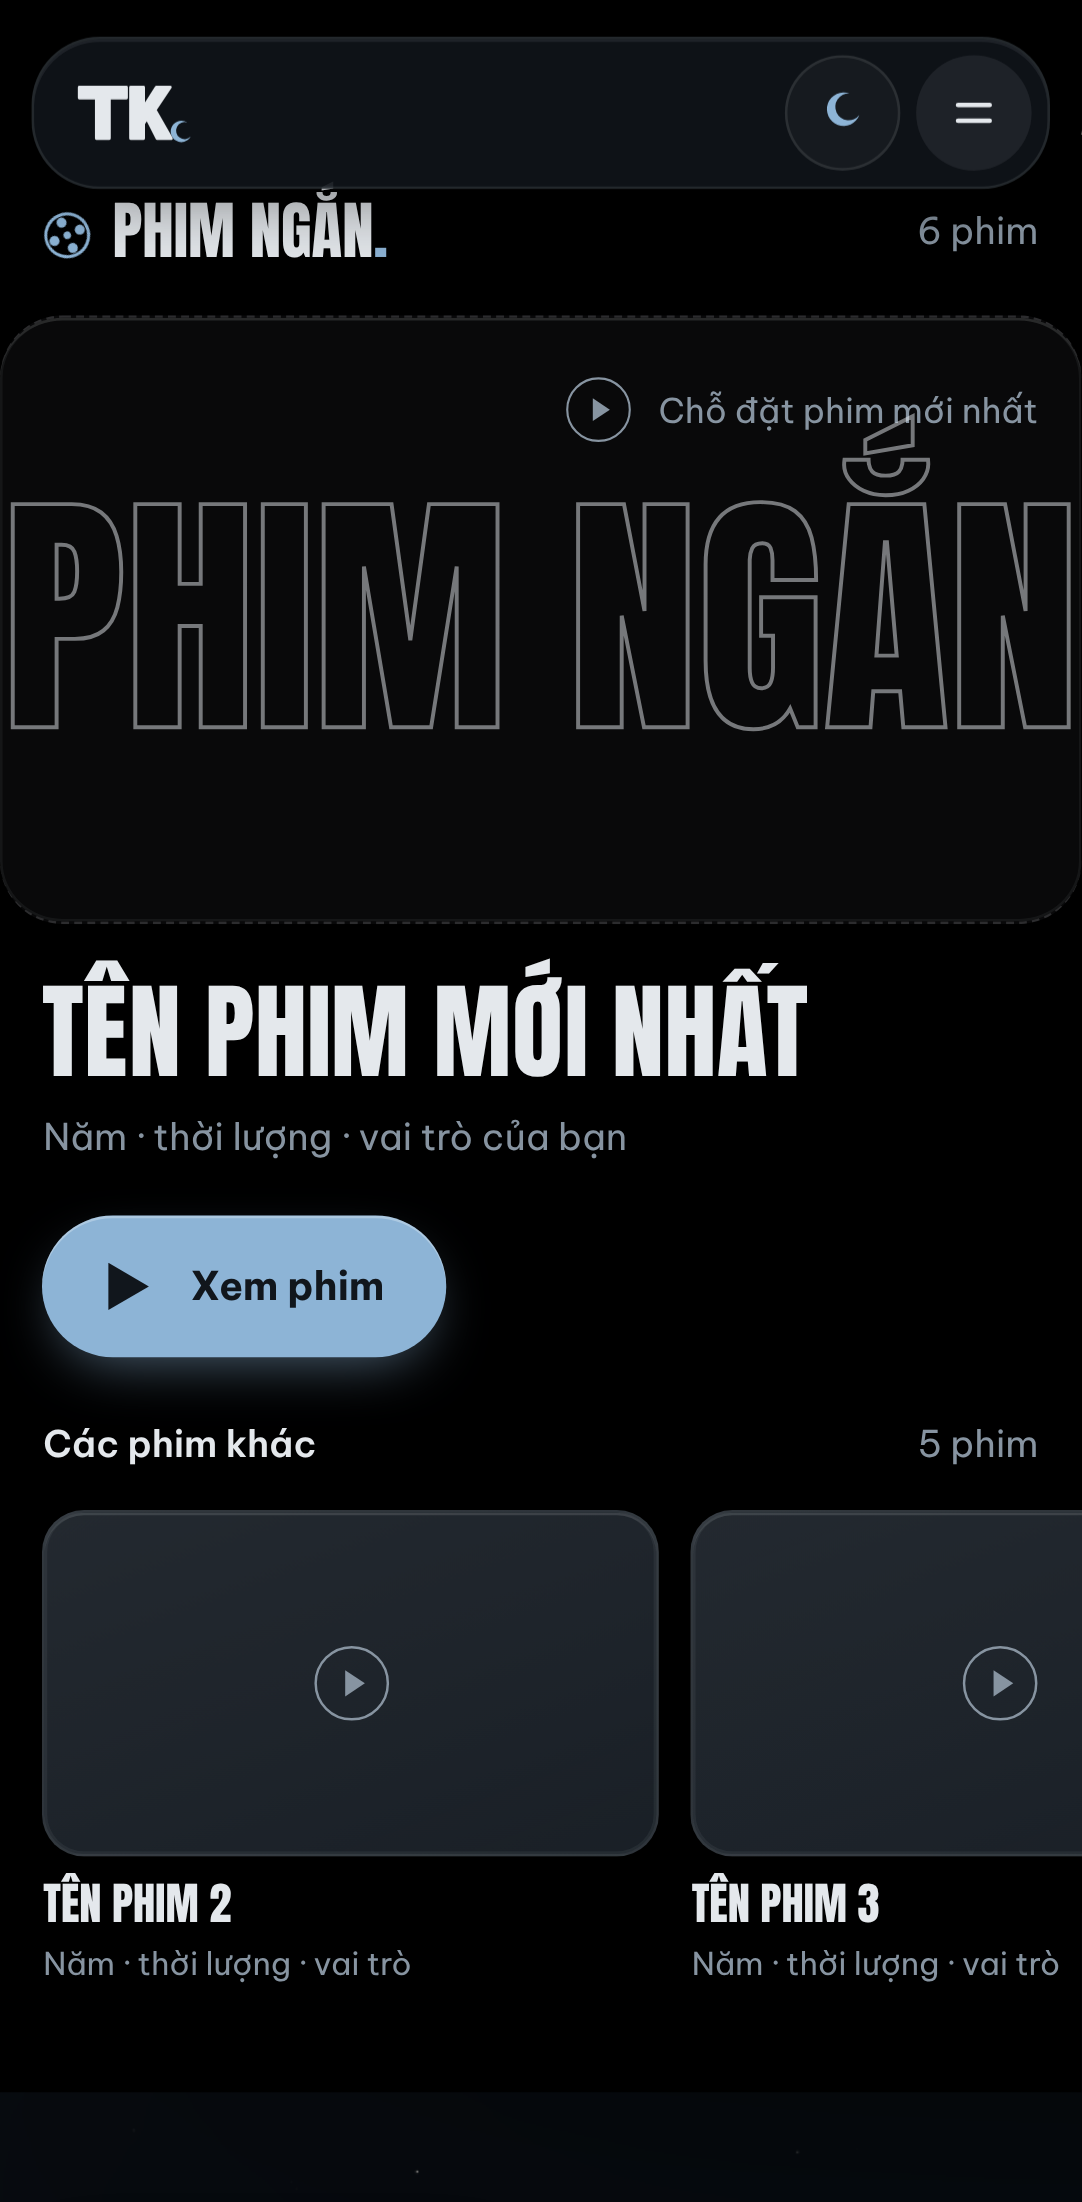 TK
PHIM NGẮN.
6 phim
Chỗ đặt phim mới nhất
PHIM NGẮN
TÊN PHIM MỚI NHẤT
Năm · thời lượng · vai trò của bạn
Xem phim
Các phim khác
5 phim
TÊN PHIM 2
Năm · thời lượng · vai trò
TÊN PHIM 3
Năm · thời lượng · vai trò